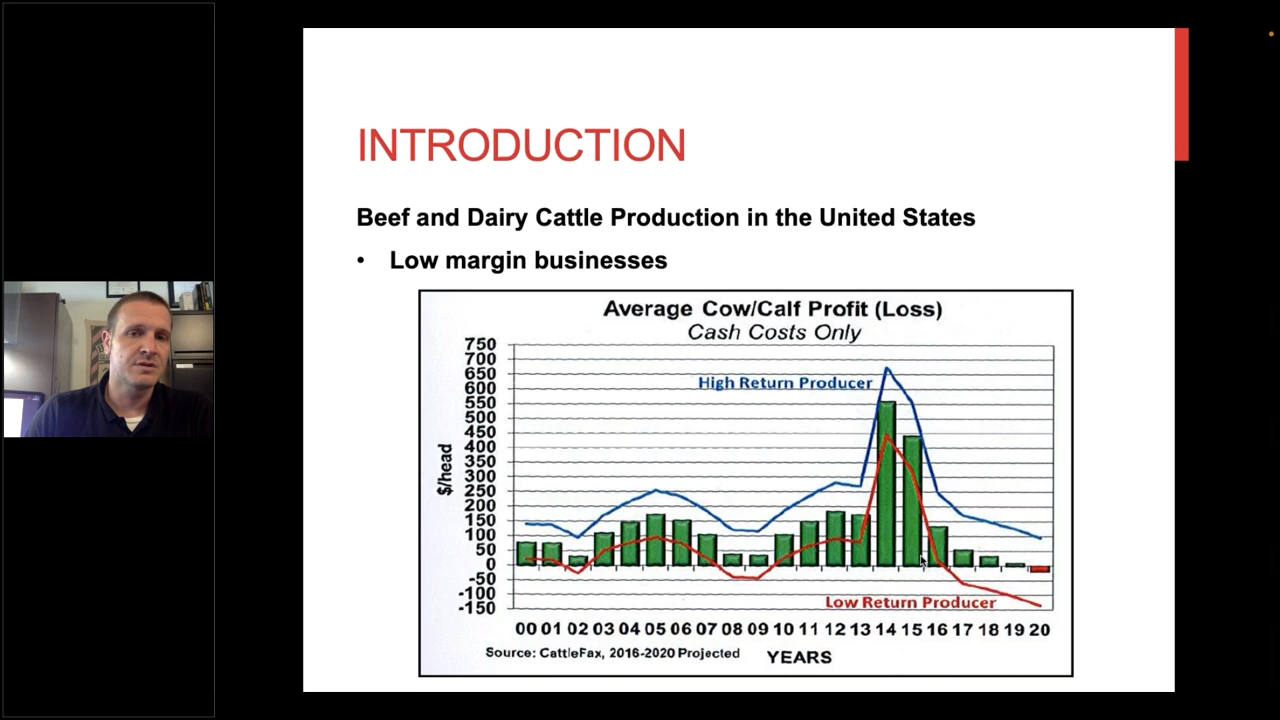 INTRODUCTION
Beef and Dairy Cattle Production in the United States
• Low margin businesses
Average Cow/Calf Profit (Loss)
Cash Costs Only
750
700
650
600
550
500
450
400
350
300
250
200
150
100
50
0
-50
-100
-150
$/head
High Return Producer
Low Return Producer
00 01 02 03 04 05 06 07 08 09 10 11 12 13 14 15 16 17 18 19 20
Source: CattleFax, 2016-2020 Projected
YEARS